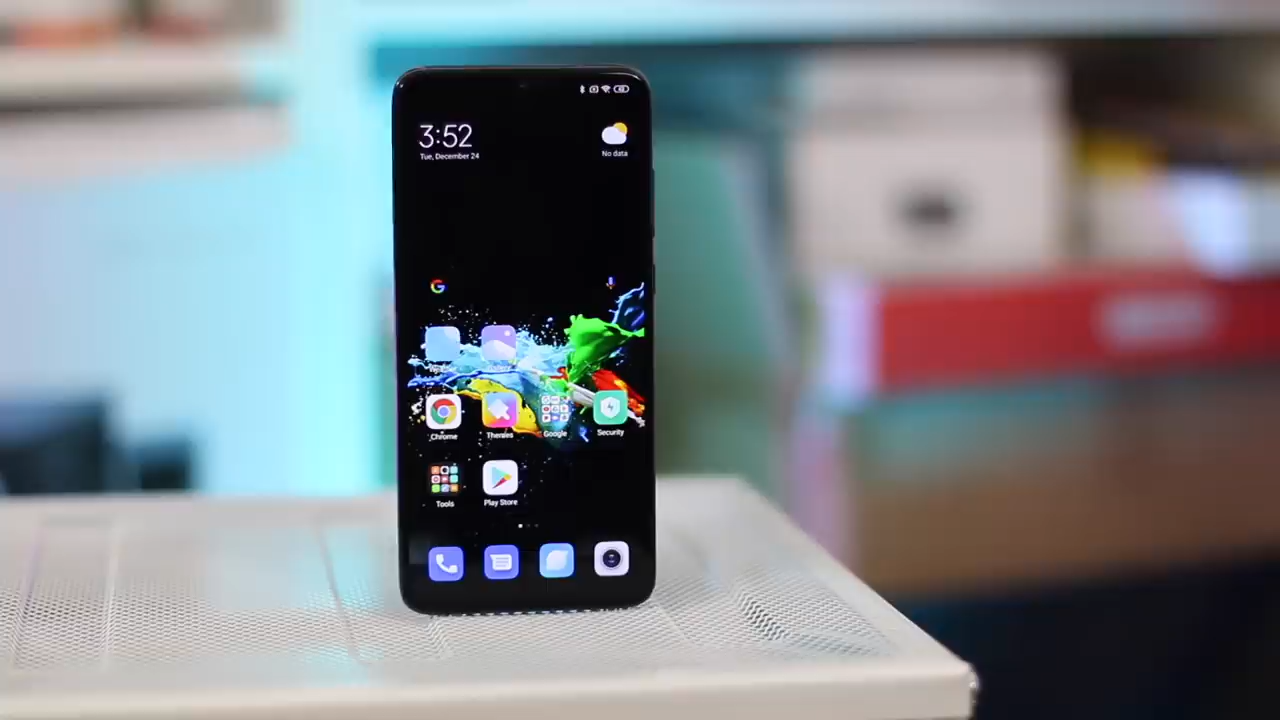 3:52
Tue, December 24
No data
G
Chrome
Themes
Google
Security
Tools
Play Store